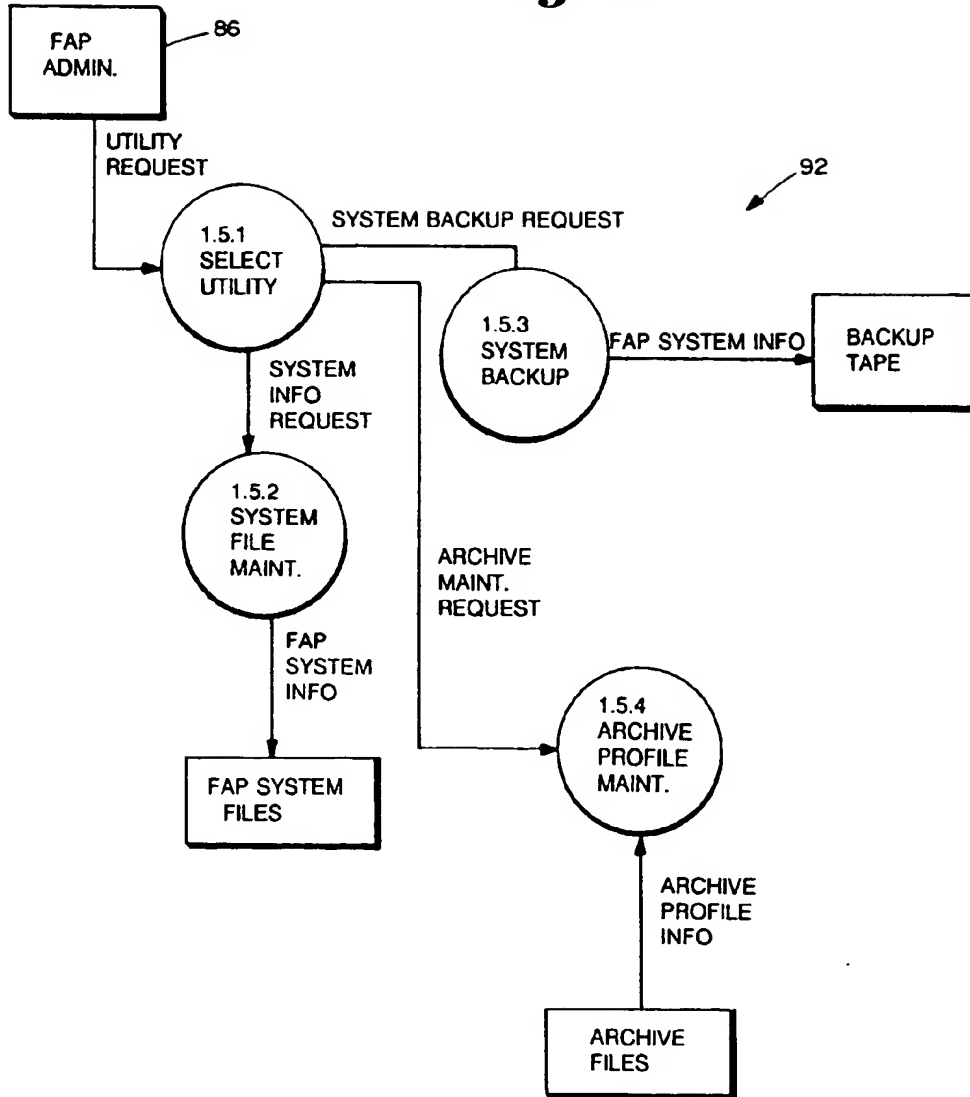 FAP
ADMIN.
86
UTILITY
REQUEST
92
SYSTEM BACKUP REQUEST
1.5.1
SELECT
UTILITY
1.5.3
SYSTEM
BACKUP
FAP SYSTEM INFO
BACKUP
TAPE
SYSTEM
INFO
REQUEST
1.5.2
SYSTEM
FILE
MAINT.
ARCHIVE
MAINT.
REQUEST
FAP
SYSTEM
INFO
1.5.4
ARCHIVE
PROFILE
MAINT.
FAP SYSTEM
FILES
ARCHIVE
PROFILE
INFO
ARCHIVE
FILES